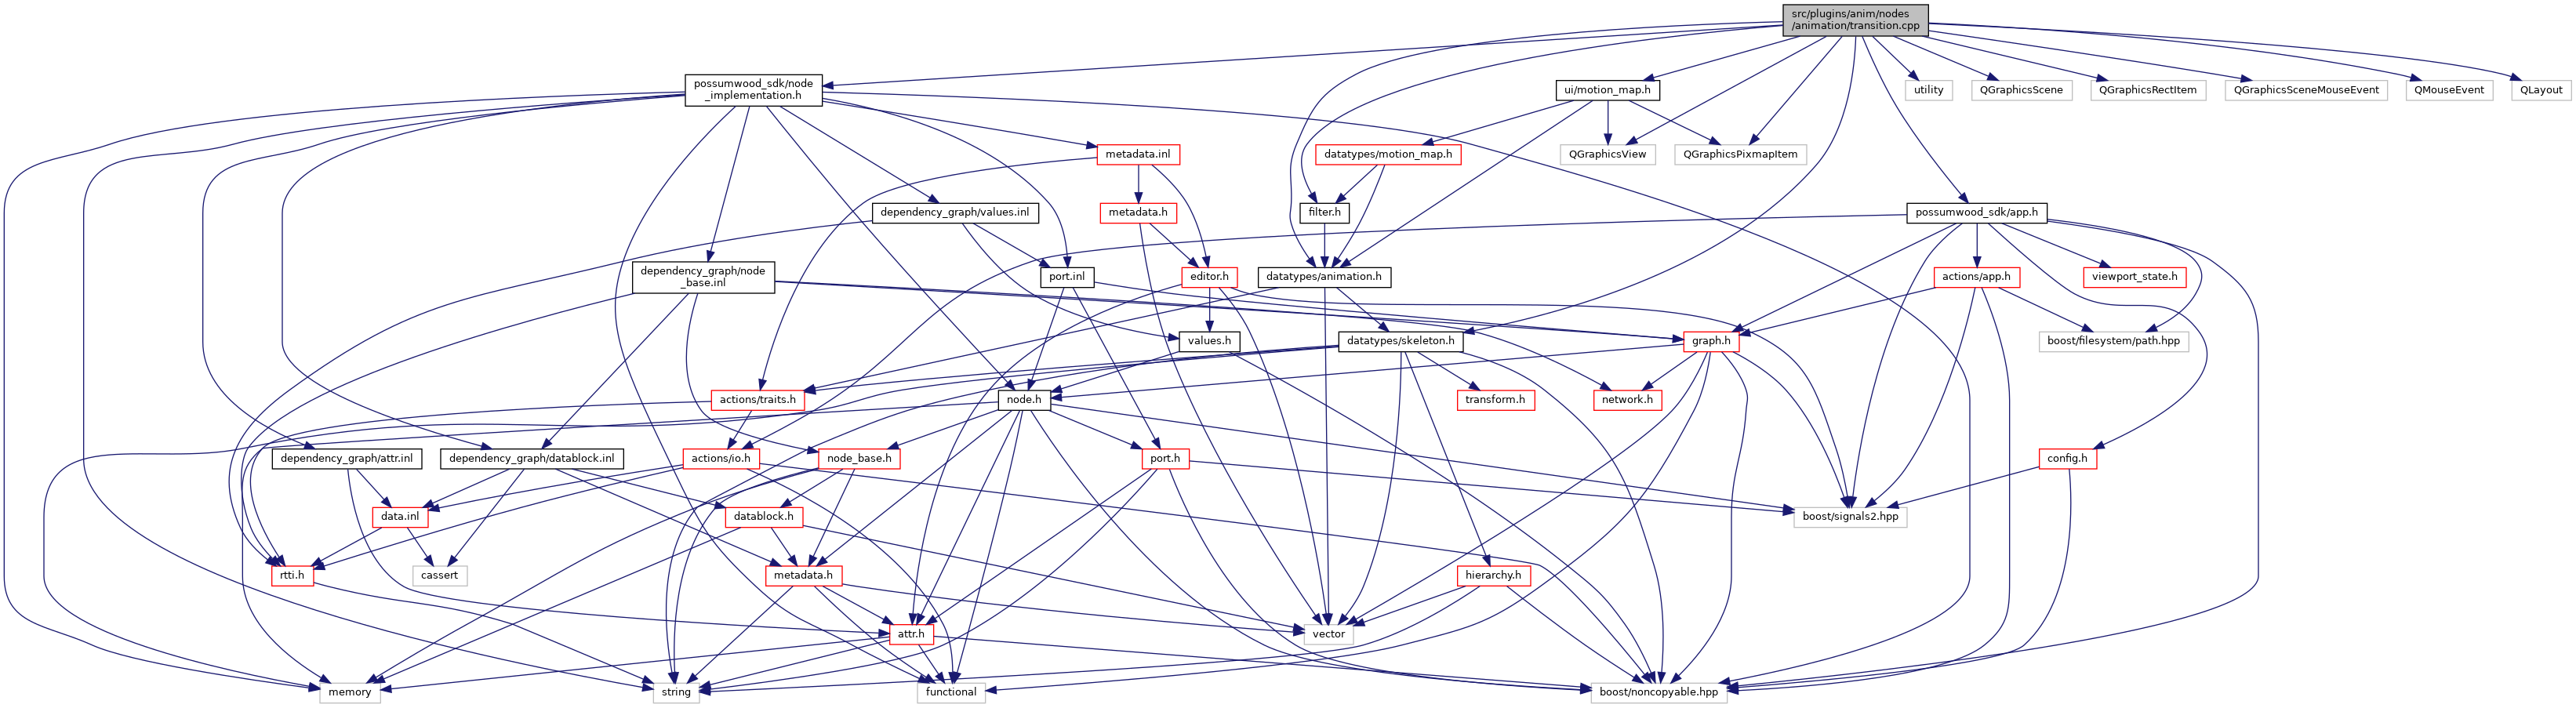 src/plugins/anim/nodes
/animation/transition.cpp
possumwood_sdk/node
_implementation.h
ui/motion_map.h
utility
QGraphicsScene
QGraphicsRectItem
QGraphicsSceneMouseEvent
QMouseEvent
QLayout
metadata.inl
datatypes/motion_map.h
QGraphicsView
QGraphicsPixmapItem
dependency_graph/values.inl
metadata.h
filter.h
possumwood_sdk/app.h
dependency_graph/node
_base.inl
port.inl
editor.h
datatypes/animation.h
actions/app.h
viewport_state.h
values.h
datatypes/skeleton.h
graph.h
boost/filesystem/path.hpp
actions/traits.h
node.h
transform.h
network.h
dependency_graph/attr.inl
dependency_graph/datablock.inl
actions/io.h
node_base.h
port.h
config.h
data.inl
datablock.h
boost/signals2.hpp
rtti.h
cassert
metadata.h
hierarchy.h
attr.h
vector
memory
string
functional
boost/noncopyable.hpp